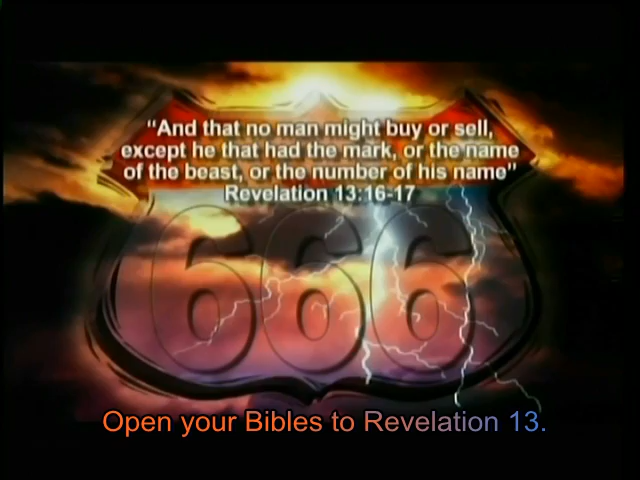 “And that no man might buy or sell,
except he that had the mark, or the name
of the beast, or the number of his name”
Revelation 13:16-17
666
Open your Bibles to Revelation 13.